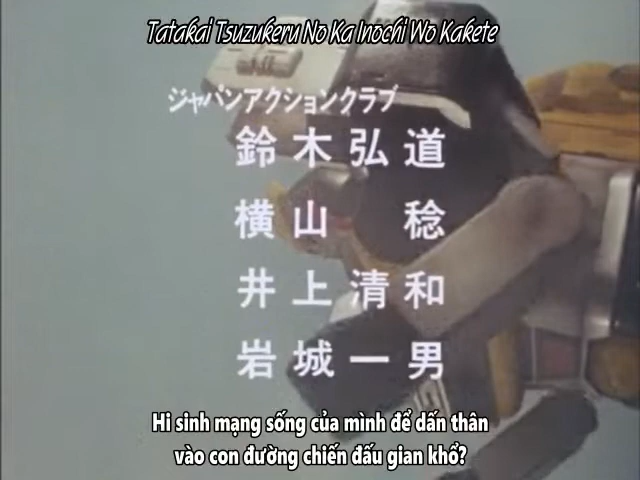 Tatakai Tsuzukeru No Ka Inochi Wo Kakete
ジャパンアクションクラブ
鈴木弘道
横山 稔
井上清和
岩城一男
Hi sinh mạng sống của mình để dấn thân
vào con đường chiến đấu gian khổ?